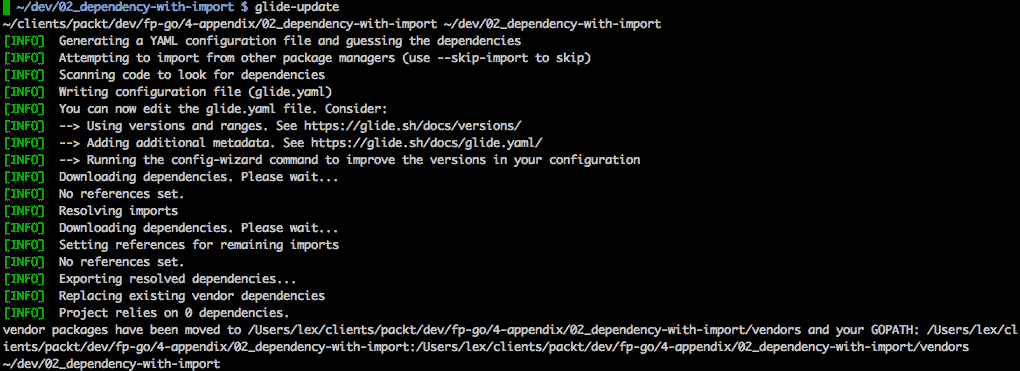 ~/dev/02_dependency-with-import $ glide-update
~/clients/packt/dev/fp-go/4-appendix/02_dependency-with-import ~/dev/02_dependency-with-import
[INFO] Generating a YAML configuration file and guessing the dependencies
[INFO] Attempting to import from other package managers (use --skip-import to skip)
[INFO] Scanning code to look for dependencies
[INFO] Writing configuration file (glide.yaml)
[INFO] You can now edit the glide.yaml file. Consider:
[INFO] --> Using versions and ranges. See https://glide.sh/docs/versions/
[INFO] --> Adding additional metadata. See https://glide.sh/docs/glide.yaml/
[INFO] --> Running the config-wizard command to improve the versions in your configuration
[INFO] Downloading dependencies. Please wait...
[INFO] No references set.
[INFO] Resolving imports
[INFO] Downloading dependencies. Please wait...
[INFO] Setting references for remaining imports
[INFO] No references set.
[INFO] Exporting resolved dependencies...
[INFO] Replacing existing vendor dependencies
[INFO] Project relies on 0 dependencies.
vendor packages have been moved to /Users/lex/clients/packt/dev/fp-go/4-appendix/02_dependency-with-import/vendors and your GOPATH: /Users/lex/cl
ients/packt/dev/fp-go/4-appendix/02_dependency-with-import:/Users/lex/clients/packt/dev/fp-go/4-appendix/02_dependency-with-import/vendors
~/dev/02_dependency-with-import